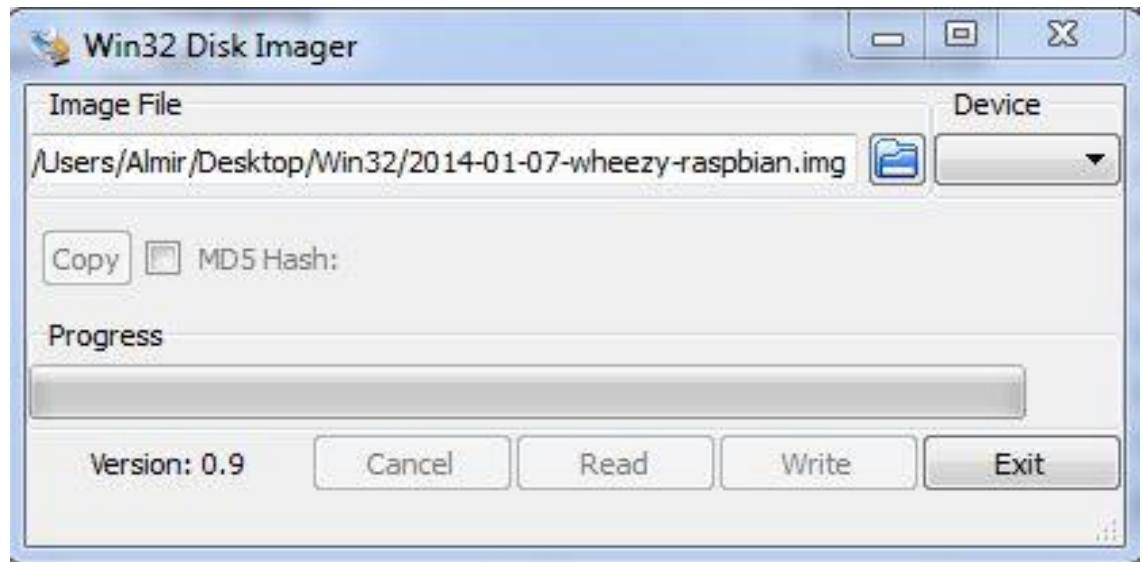 Win32 Disk Imager
Image File
Device
/Users/Almir/Desktop/Win32/2014-01-07-wheezy-raspbian.img
Copy MD5 Hash:
Progress
Version: 0.9 Cancel Read Write Exit